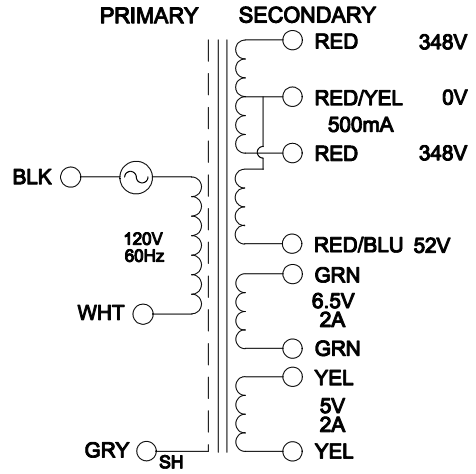 PRIMARY SECONDARY
RED 348V
RED/YEL 0V
500mA
RED 348V
BLK
120V
60Hz
RED/BLU 52V
GRN
6.5V
2A
WHT
GRN
YEL
5V
2A
GRY SH
YEL